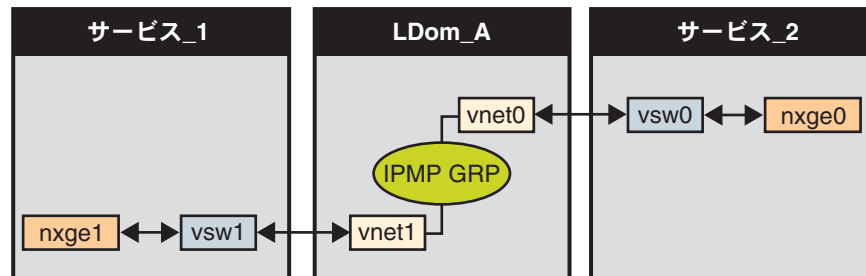 サービス_1
LDom_A
サービス_2
vnet0
vsw0
nxge0
IPMP GRP
nxge1
vsw1
vnet1